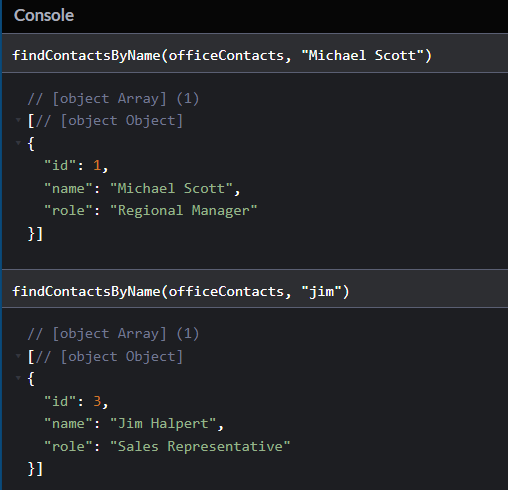 Console
findContactsByName(officeContacts, "Michael Scott")
// [object Array] (1)
[// [object Object]
{
"id": 1,
"name": "Michael Scott",
"role": "Regional Manager"
}]
findContactsByName(officeContacts, "jim")
// [object Array] (1)
[// [object Object]
{
"id": 3,
"name": "Jim Halpert",
"role": "Sales Representative"
}]